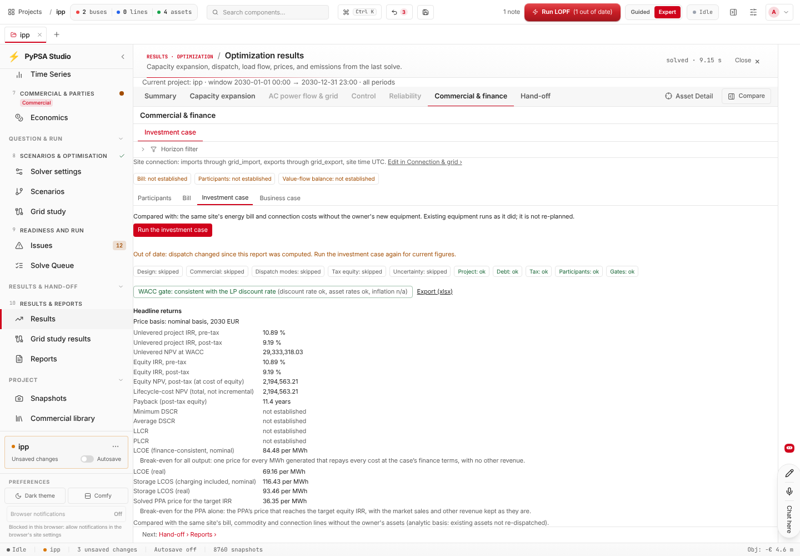 Projects / ipp
2 buses 0 lines 4 assets
Search components...
Ctrl K
3
1 note
Run LOPF (1 out of date)
Guided Expert
Idle
A
ipp ×
PyPSA Studio
Time Series
7 COMMERCIAL & PARTIES
Commercial
Economics
QUESTION & RUN
8 SCENARIOS & OPTIMISATION
Solver settings
Scenarios
Grid study
9 READINESS AND RUN
Issues 12
Solve Queue
RESULTS & HAND-OFF
10 RESULTS & REPORTS
Results
Grid study results
Reports
PROJECT
Snapshots
Commercial library
ipp ...
Unsaved changes Autosave
PREFERENCES
Dark theme Comfy
Browser notifications Off
Blocked in this browser: allow notifications in the browser's site settings
RESULTS · OPTIMIZATION / Optimization results
Capacity expansion, dispatch, load flow, prices, and emissions from the last solve.
solved · 9.15 s Close ×
Current project: ipp · window 2030-01-01 00:00 → 2030-12-31 23:00 · all periods
Summary Capacity expansion AC power flow & grid Control Reliability Commercial & finance Hand-off
Asset Detail Compare
Commercial & finance
Investment case
Horizon filter
Site connection: imports through grid_import, exports through grid_export, site time UTC. Edit in Connection & grid ›
Bill: not established Participants: not established Value-flow balance: not established
Participants Bill Investment case Business case
Compared with: the same site's energy bill and connection costs without the owner's new equipment. Existing equipment runs as it did; it is not re-planned.
Run the investment case
Out of date: dispatch changed since this report was computed. Run the investment case again for current figures.
Design: skipped Commercial: skipped Dispatch modes: skipped Tax equity: skipped Uncertainty: skipped Project: ok Debt: ok Tax: ok Participants: ok Gates: ok
WACC gate: consistent with the LP discount rate (discount rate ok, asset rates ok, inflation n/a) Export (xlsx)
Headline returns
Price basis: nominal basis, 2030 EUR
Unlevered project IRR, pre-tax 10.89 %
Unlevered project IRR, post-tax 9.19 %
Unlevered NPV at WACC 29,333,318.03
Equity IRR, pre-tax 10.89 %
Equity IRR, post-tax 9.19 %
Equity NPV, post-tax (at cost of equity) 2,194,563.21
Lifecycle-cost NPV (total, not incremental) 2,194,563.21
Payback (post-tax equity) 11.4 years
Minimum DSCR not established
Average DSCR not established
LLCR not established
PLCR not established
LCOE (finance-consistent, nominal) 84.48 per MWh
Break-even for all output: one price for every MWh generated that repays every cost at the case's finance terms, with no other revenue.
LCOE (real) 69.16 per MWh
Storage LCOS (charging included, nominal) 116.43 per MWh
Storage LCOS (real) 93.46 per MWh
Solved PPA price for the target IRR 36.35 per MWh
Break-even for the PPA alone: the PPA's price that reaches the target equity IRR, with the market sales and other revenue kept as they are.
Compared with the same site's bill, commodity and connection lines without the owner's assets (analytic basis: existing assets not re-dispatched).
Next: Hand-off › Reports ›
Chat here
Idle ipp 3 unsaved changes Autosave off 8760 snapshots Obj: −€ 4.6